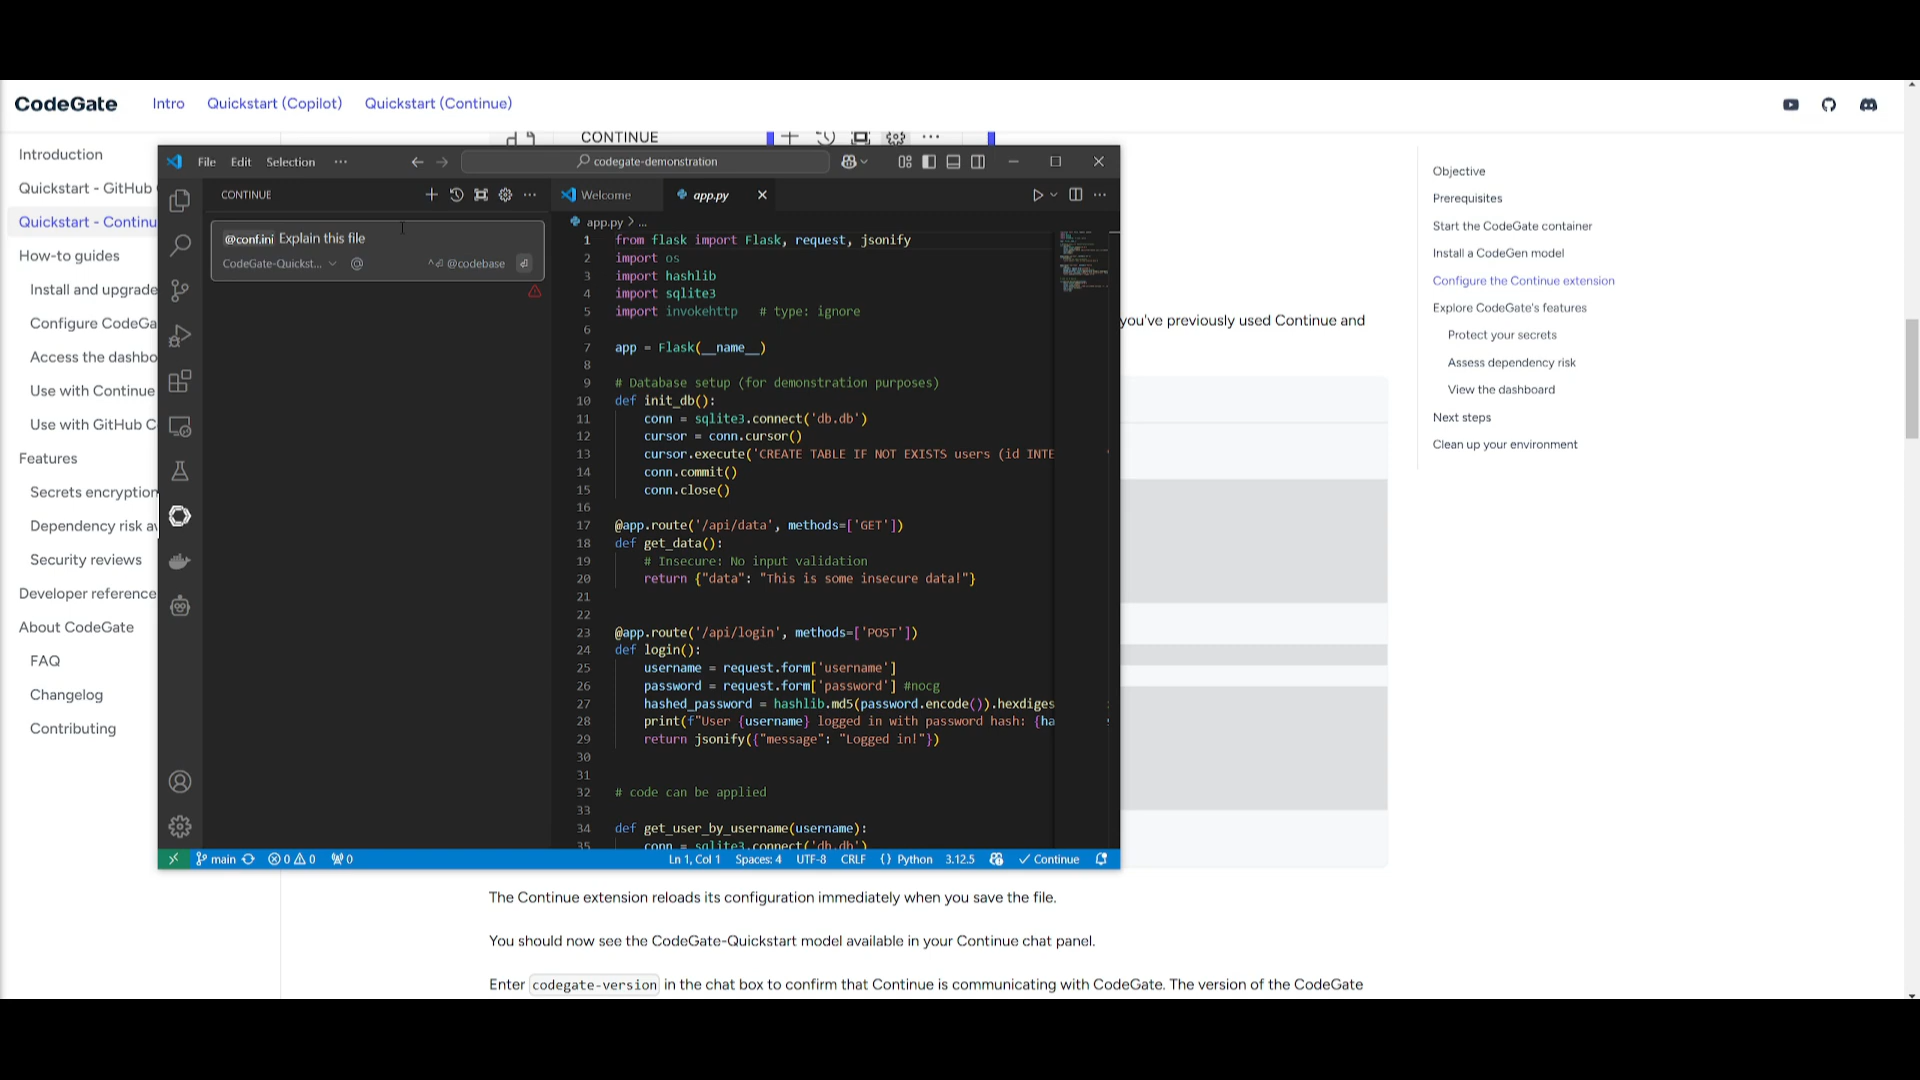 CodeGate
Intro
Quickstart (Copilot)
Quickstart (Continue)
Introduction
Quickstart - GitHub
Quickstart - Continu
How-to guides
Install and upgrade
Configure CodeGa
Access the dashbo
Use with Continue
Use with GitHub C
Features
Secrets encryption
Dependency risk a
Security reviews
Developer reference
About CodeGate
FAQ
Changelog
Contributing
CONTINUE
File Edit Selection ···
codegate-demonstration
CONTINUE
@conf.ini Explain this file
CodeGate-Quickst...
@codebase
Welcome
app.py
app.py > ...
1 from flask import Flask, request, jsonify
2 import os
3 import hashlib
4 import sqlite3
5 import invokehttp # type: ignore
6
7 app = Flask(__name__)
8
9 # Database setup (for demonstration purposes)
10 def init_db():
11 conn = sqlite3.connect('db.db')
12 cursor = conn.cursor()
13 cursor.execute('CREATE TABLE IF NOT EXISTS users (id INTE
14 conn.commit()
15 conn.close()
16
17 @app.route('/api/data', methods=['GET'])
18 def get_data():
19 # Insecure: No input validation
20 return {"data": "This is some insecure data!"}
21
22
23 @app.route('/api/login', methods=['POST'])
24 def login():
25 username = request.form['username']
26 password = request.form['password'] #nocg
27 hashed_password = hashlib.md5(password.encode()).hexdiges
28 print(f"User {username} logged in with password hash: {ha
29 return jsonify({"message": "Logged in!"})
30
31
32 # code can be applied
33
34 def get_user_by_username(username):
35 conn = sqlite3.connect('db.db')
main
0 0
0
Ln 1, Col 1
Spaces: 4
UTF-8
CRLF
{} Python
3.12.5
Continue
you've previously used Continue and
The Continue extension reloads its configuration immediately when you save the file.
You should now see the CodeGate-Quickstart model available in your Continue chat panel.
Enter codegate-version in the chat box to confirm that Continue is communicating with CodeGate. The version of the CodeGate
Objective
Prerequisites
Start the CodeGate container
Install a CodeGen model
Configure the Continue extension
Explore CodeGate's features
Protect your secrets
Assess dependency risk
View the dashboard
Next steps
Clean up your environment